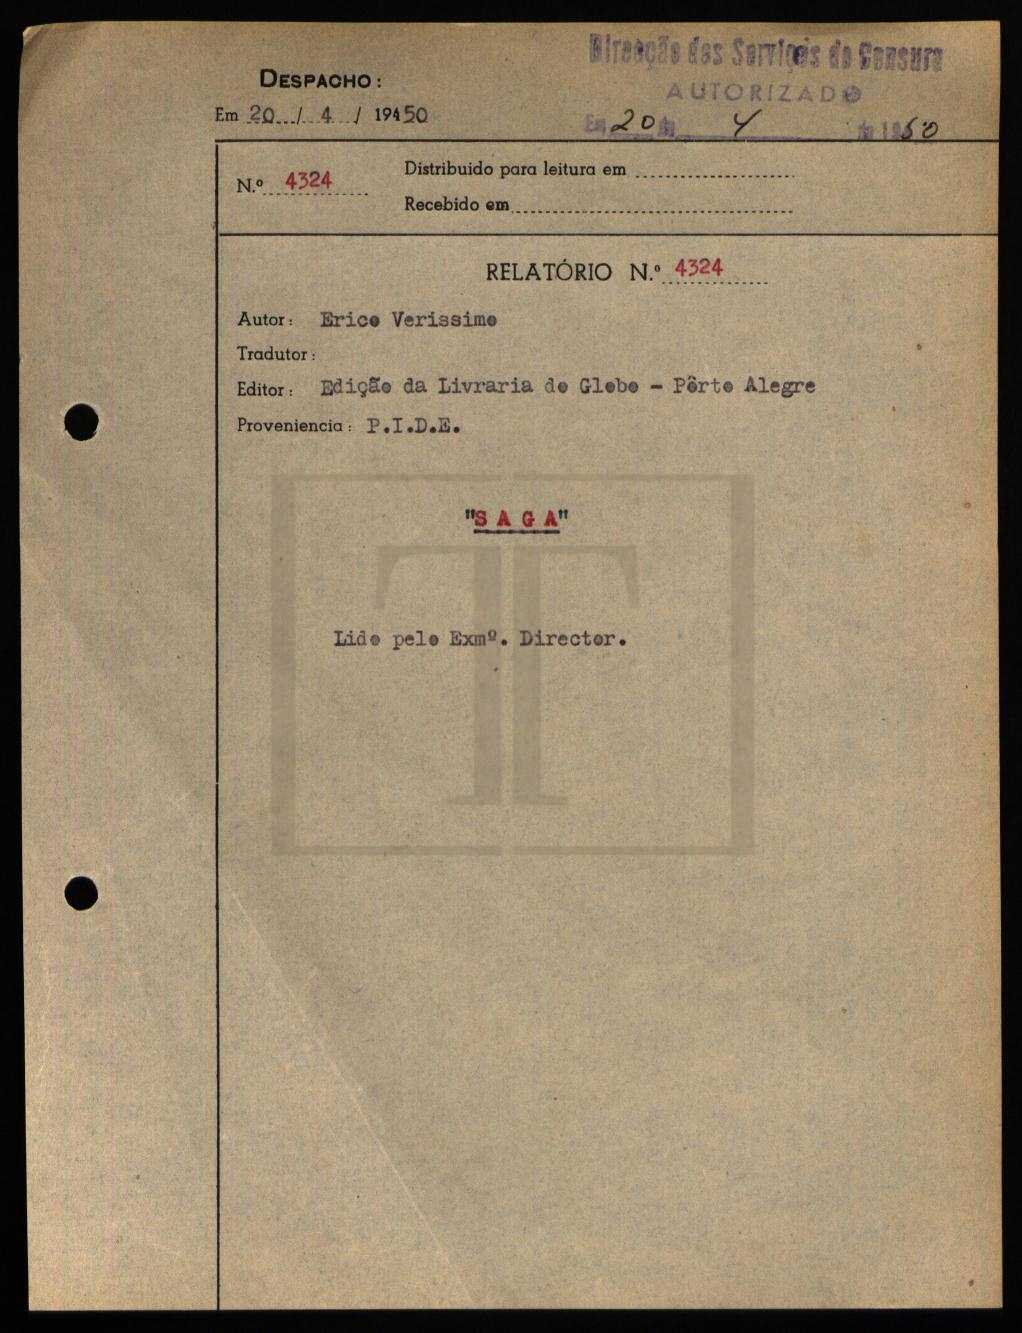 Direcção dos Serviços de Censura
DESPACHO:
AUTORIZADO
Em 20 / 4 / 19450
Em 20 de 4 de 1950
N.º 4324
Distribuido para leitura em
Recebido em
RELATÓRIO N.º 4324
Autor: Erico Verissimo
Tradutor:
Editor: Edição da Livraria do Globo - Pôrto Alegre
Proveniencia: P.I.D.E.
"S A G A"
Lido pelo Exmº. Director.